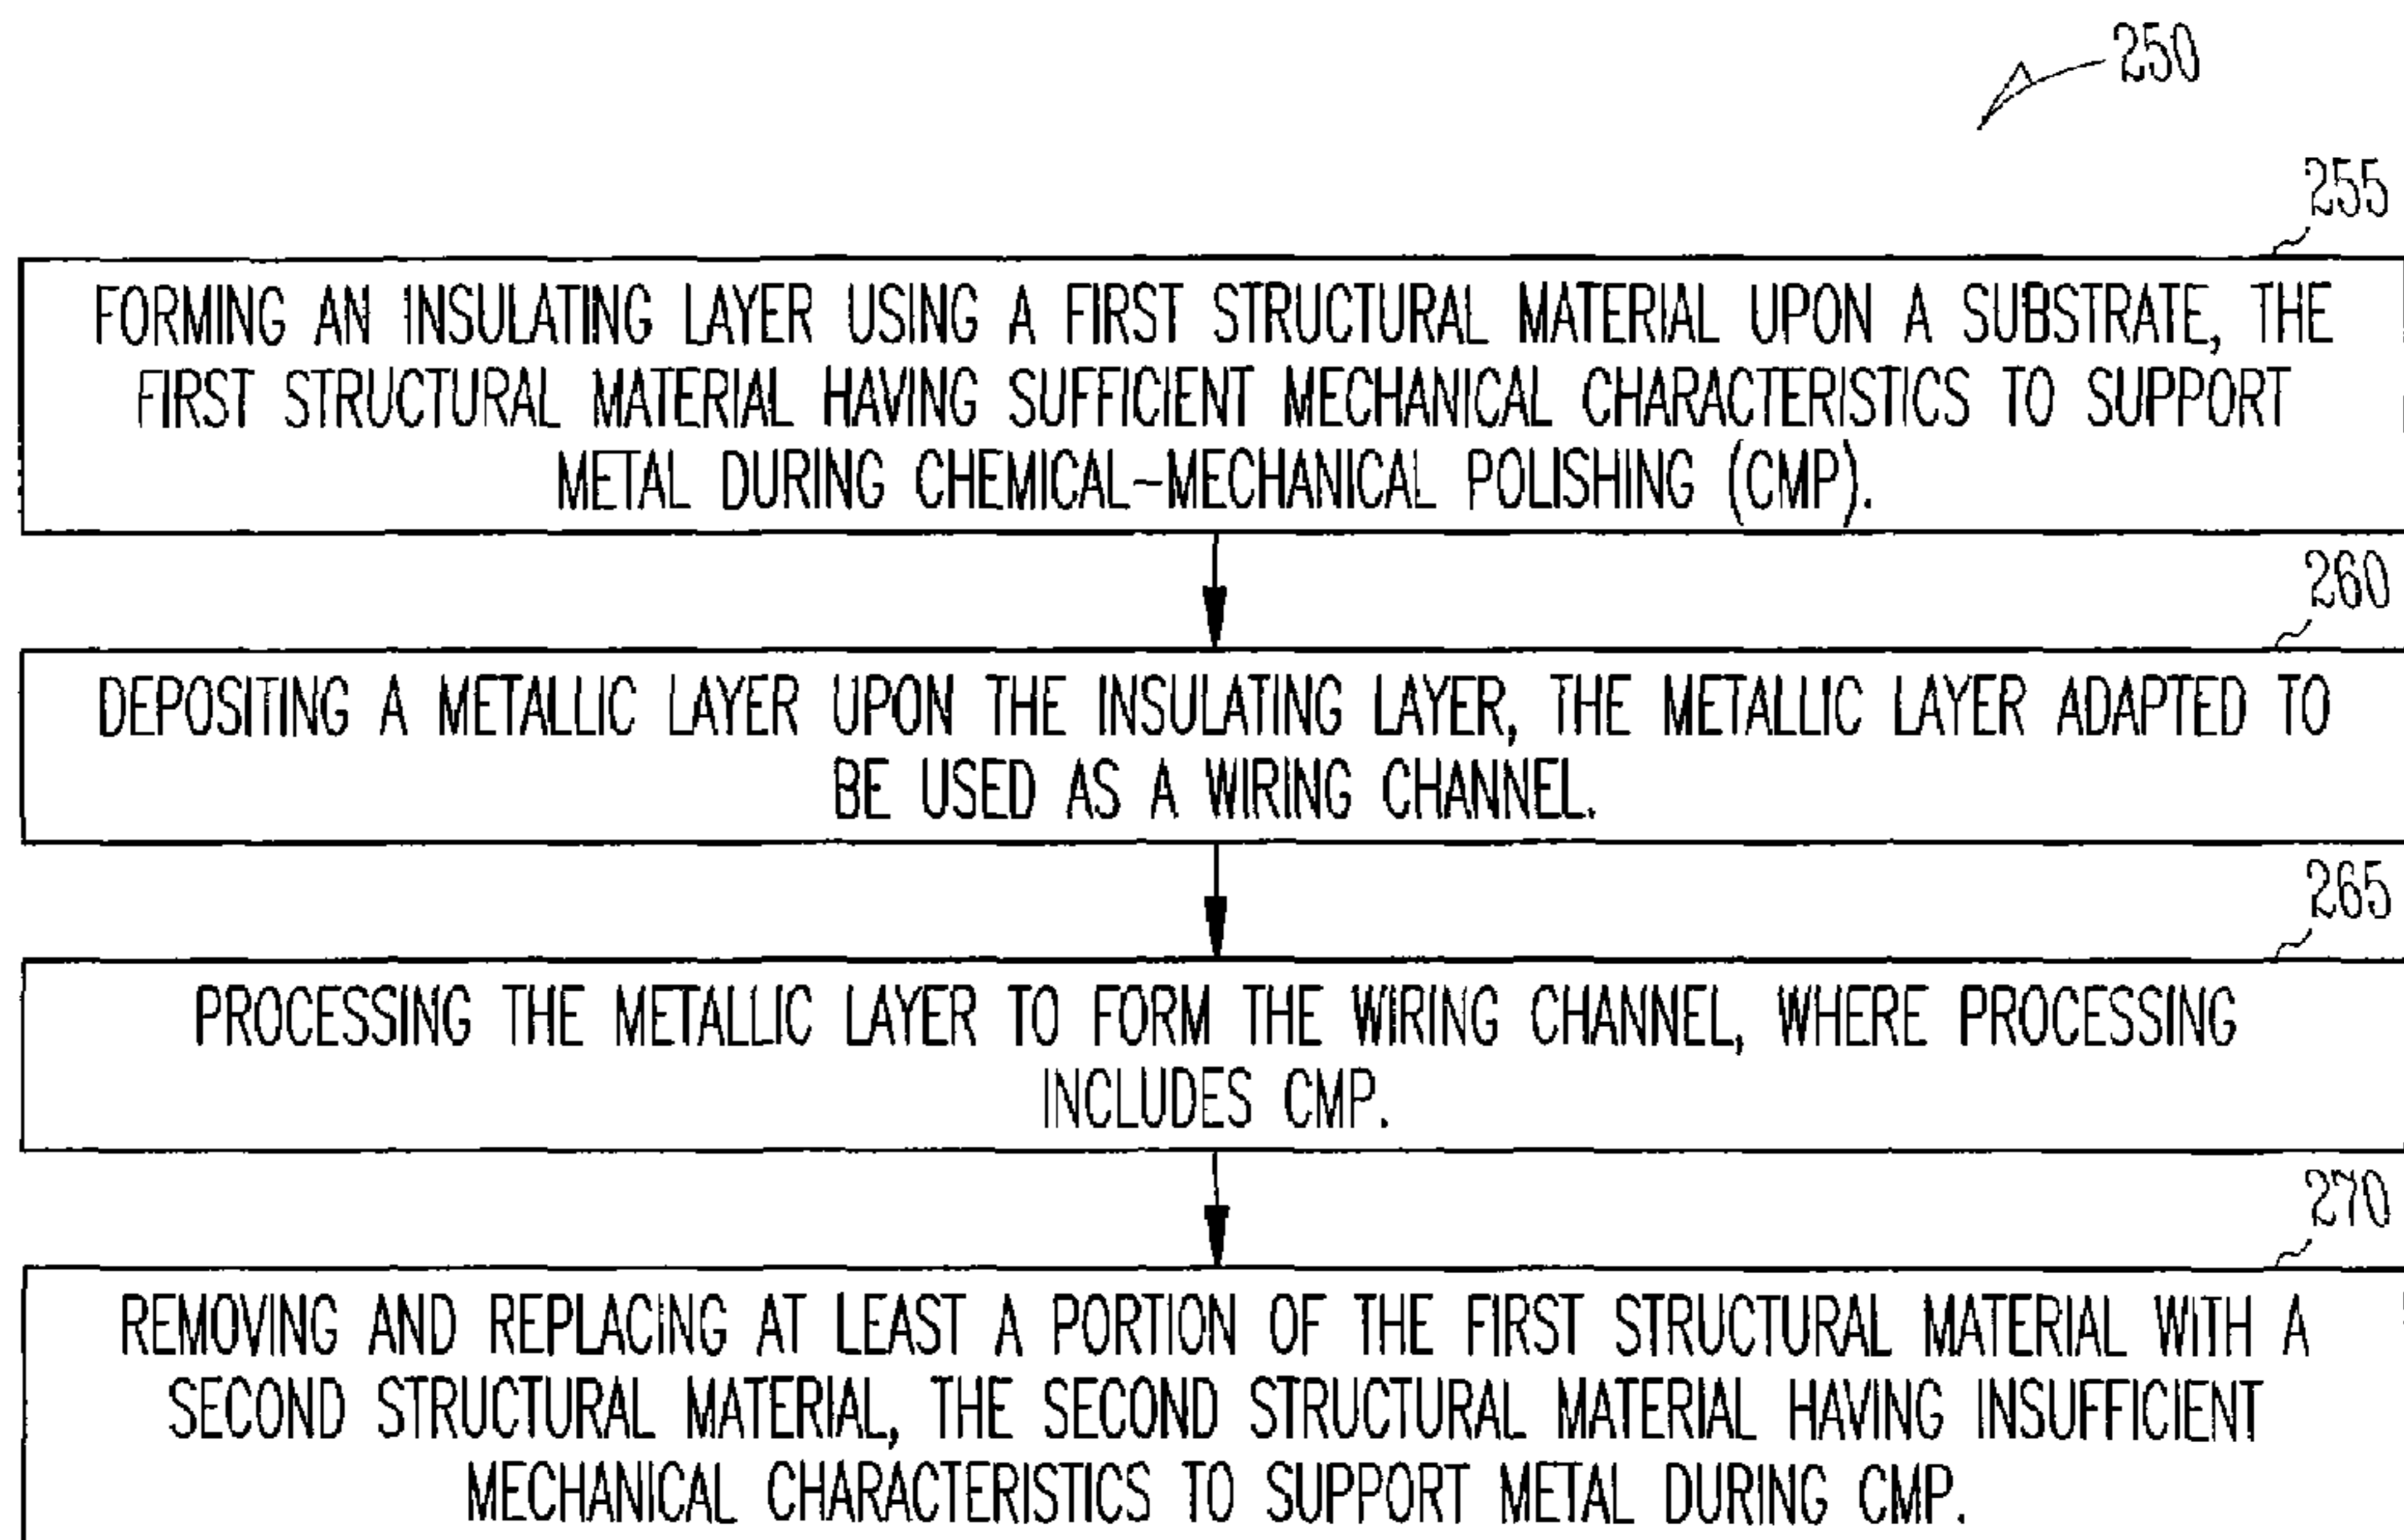 250
255
FORMING AN INSULATING LAYER USING A FIRST STRUCTURAL MATERIAL UPON A SUBSTRATE, THE
FIRST STRUCTURAL MATERIAL HAVING SUFFICIENT MECHANICAL CHARACTERISTICS TO SUPPORT
METAL DURING CHEMICAL-MECHANICAL POLISHING (CMP).
260
DEPOSITING A METALLIC LAYER UPON THE INSULATING LAYER, THE METALLIC LAYER ADAPTED TO
BE USED AS A WIRING CHANNEL.
265
PROCESSING THE METALLIC LAYER TO FORM THE WIRING CHANNEL, WHERE PROCESSING
INCLUDES CMP.
270
REMOVING AND REPLACING AT LEAST A PORTION OF THE FIRST STRUCTURAL MATERIAL WITH A
SECOND STRUCTURAL MATERIAL, THE SECOND STRUCTURAL MATERIAL HAVING INSUFFICIENT
MECHANICAL CHARACTERISTICS TO SUPPORT METAL DURING CMP.